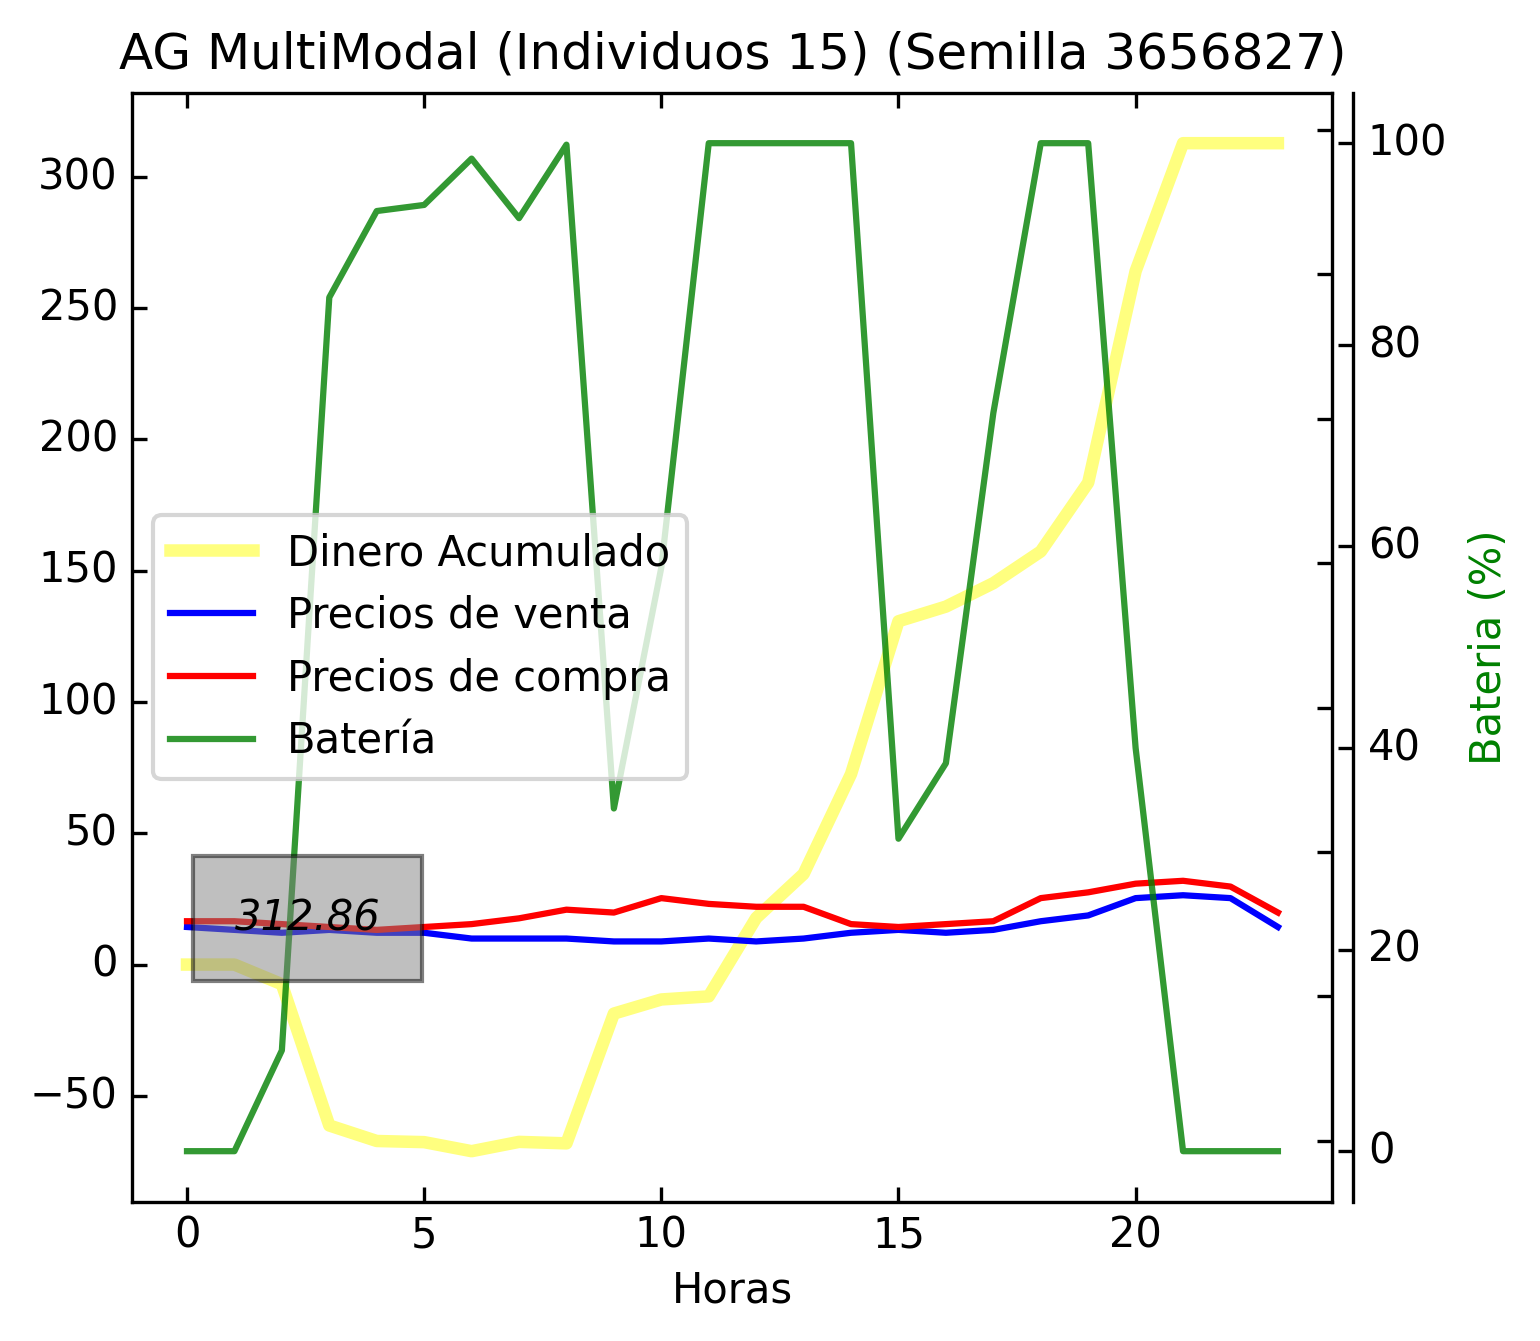 AG MultiModal (Individuos 15) (Semilla 3656827)
300
250
200
150
100
50
0
−50
Dinero Acumulado
Precios de venta
Precios de compra
Batería
312.86
100
80
60
40
20
0
Bateria (%)
0 5 10 15 20
Horas